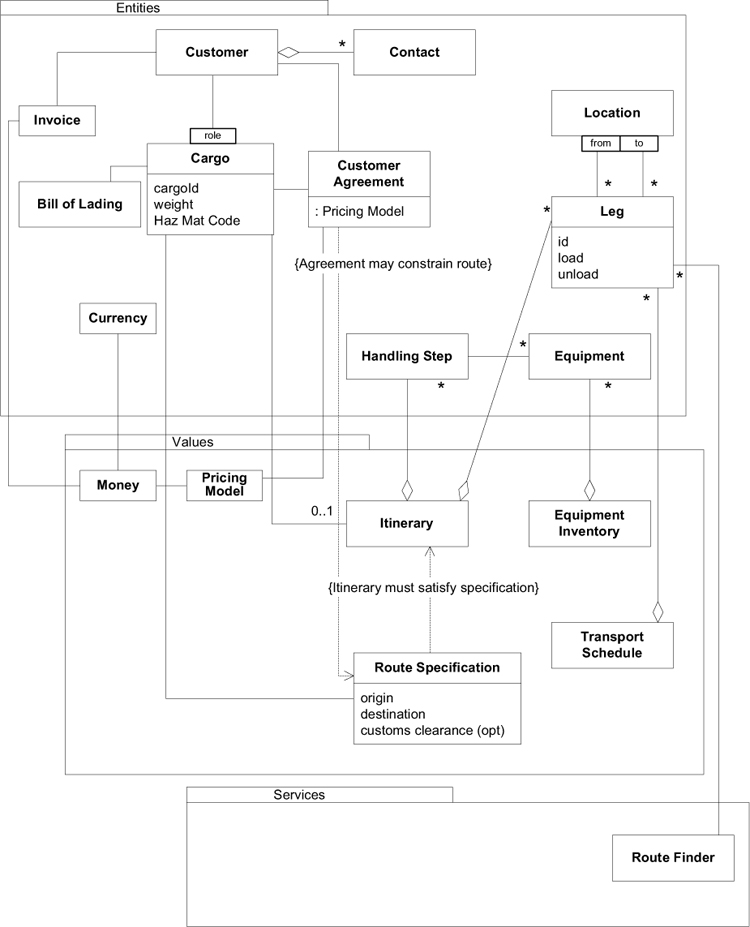 Entities
Customer
*
Contact
Invoice
Location
from
to
role
Cargo
cargoId
weight
Haz Mat Code
Customer
Agreement
: Pricing Model
Bill of Lading
*
*
*
Leg
id
load
unload
*
*
{Agreement may constrain route}
Currency
Handling Step
*
*
Equipment
*
Values
Money
Pricing
Model
0..1
Itinerary
Equipment
Inventory
{Itinerary must satisfy specification}
Transport
Schedule
Route Specification
origin
destination
customs clearance (opt)
Services
Route Finder